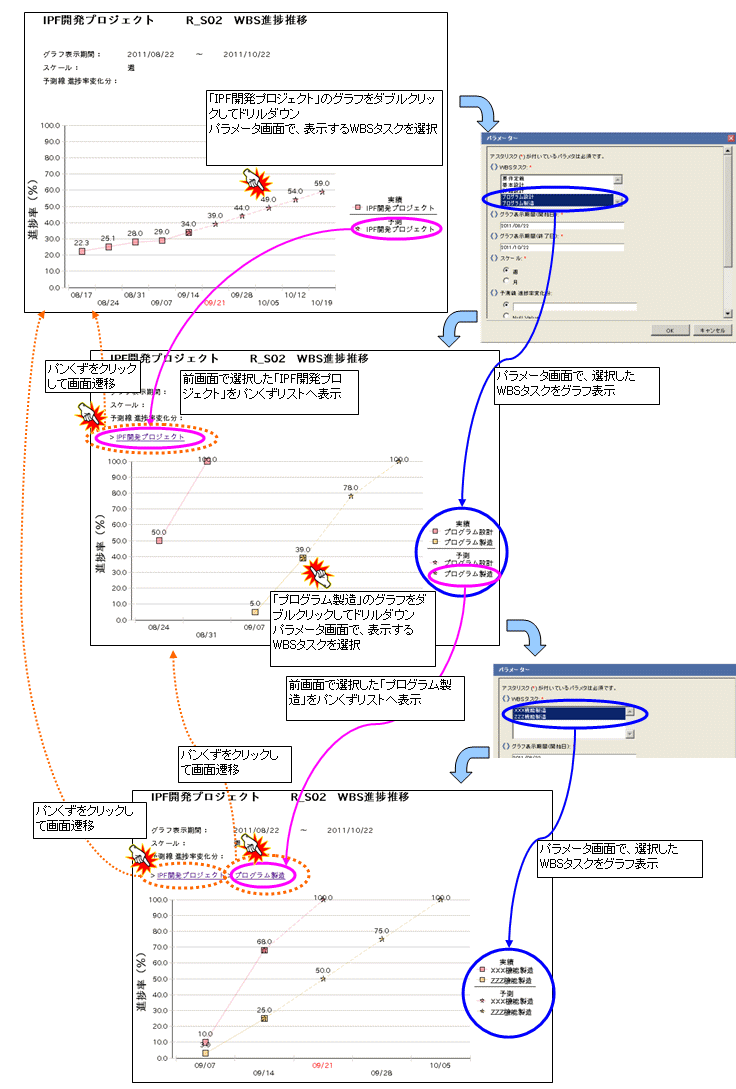 IPF開発プロジェクト R_S02 WBS進捗推移
グラフ表示期間： 2011/08/22 ～ 2011/10/22
スケール： 週
予測線 進捗率変化分：
「IPF開発プロジェクト」のグラフをダブルクリッ
クしてドリルダウン
パラメータ画面で、表示するWBSタスクを選択
進捗率 (%)
100.0
90.0
80.0
70.0
60.0
50.0
40.0
30.0
20.0
10.0
0.0
22.3
25.1
28.0
29.0
34.0
39.0
44.0
49.0
54.0
59.0
08/17
08/24
08/31
09/07
09/14
09/21
09/28
10/05
10/12
10/19
実績
IPF開発プロジェクト
予測
IPF開発プロジェクト
パラメーター
アスタリスク (*) が付いているパラメタは必須です。
WBSタスク: *
要件定義
基本設計
プログラム設計
プログラム製造
グラフ表示期間(開始日): *
2011/08/22
グラフ表示期間(終了日): *
2011/10/22
スケール: *
週
月
予測線 進捗率変化分:
Null Value
OK
キャンセル
パンくずをクリック
して画面遷移
IPF開発プロジェクト R_S02 WBS進捗推移
前画面で選択した「IPF開発プロ
ジェクト」をパンくずリストへ表示
パラメータ画面で、選択した
WBSタスクをグラフ表示
スケール：
予測線 進捗率変化分：
> IPF開発プロジェクト
進捗率 (%)
100.0
90.0
80.0
70.0
60.0
50.0
40.0
30.0
20.0
10.0
0.0
50.0
100.0
5.0
39.0
78.0
100.0
08/24
08/31
09/07
実績
プログラム設計
プログラム製造
予測
プログラム設計
プログラム製造
「プログラム製造」のグラフをダ
ブルクリックしてドリルダウン
パラメータ画面で、表示する
WBSタスクを選択
前画面で選択した「プログラム製
造」をパンくずリストへ表示
パラメーター
アスタリスク (*) が付いているパラメタは必須です。
WBSタスク: *
XXX機能製造
ZZZ機能製造
グラフ表示期間(開始日):
パンくずをクリックし
て画面遷移
パンくずをクリックし
て画面遷移
IPF開発プロジェクト R_S02 WBS進捗推移
グラフ表示期間： 2011/08/22 ～ 2011/10/22
スケール： 週
予測線 進捗率変化分：
> IPF開発プロジェクト > プログラム製造
パラメータ画面で、選択した
WBSタスクをグラフ表示
進捗率 (%)
100.0
90.0
80.0
70.0
60.0
50.0
40.0
30.0
20.0
10.0
0.0
10.0
68.0
25.0
100.0
50.0
75.0
100.0
09/07
09/14
09/21
09/28
10/05
実績
XXX機能製造
ZZZ機能製造
予測
XXX機能製造
ZZZ機能製造